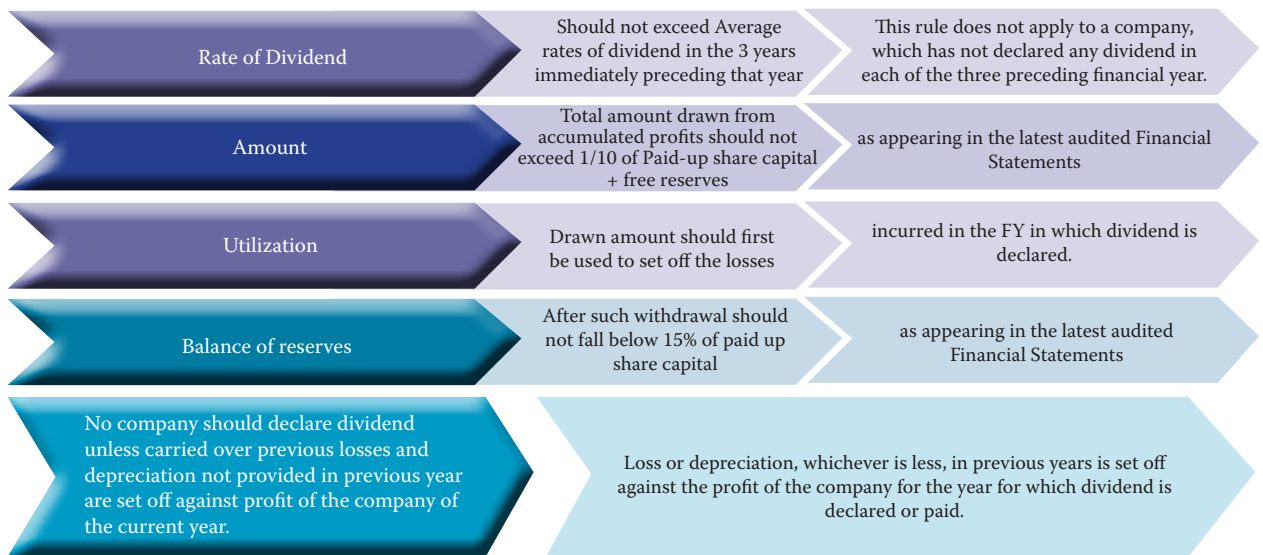 Rate of Dividend
Should not exceed Average
rates of dividend in the 3 years
immediately preceding that year
This rule does not apply to a company,
which has not declared any dividend in
each of the three preceding financial year.
Amount
Total amount drawn from
accumulated profits should not
exceed 1/10 of Paid-up share capital
+ free reserves
as appearing in the latest audited Financial
Statements
Utilization
Drawn amount should first
be used to set off the losses
incurred in the FY in which dividend is
declared.
Balance of reserves
After such withdrawal should
not fall below 15% of paid up
share capital
as appearing in the latest audited
Financial Statements
No company should declare dividend
unless carried over previous losses and
depreciation not provided in previous year
are set off against profit of the company of
the current year.
Loss or depreciation, whichever is less, in previous years is set off
against the profit of the company for the year for which dividend is
declared or paid.